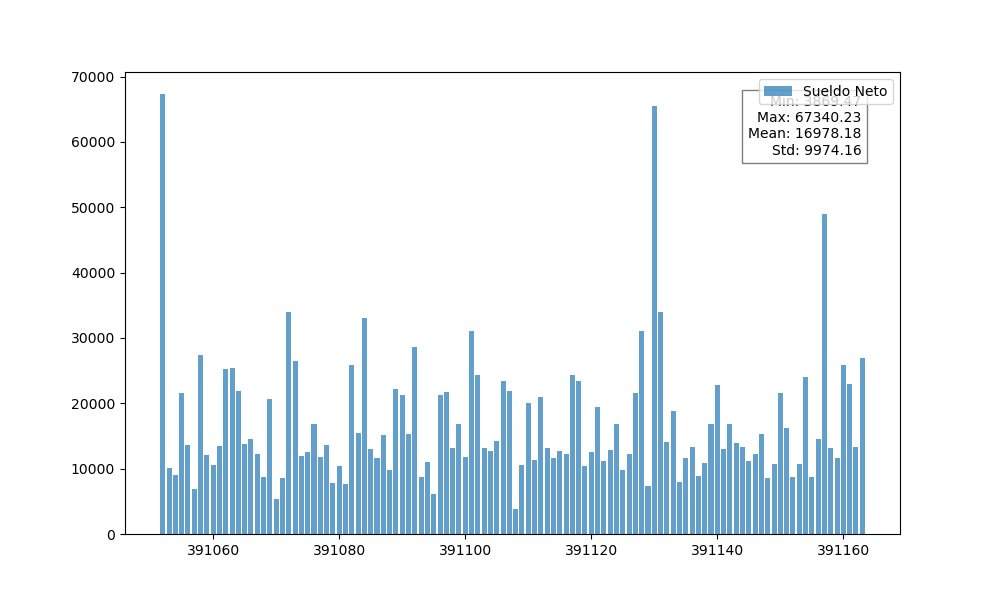 70000
60000
50000
40000
30000
20000
10000
0
Sueldo Neto
Min: 3869.47
Max: 67340.23
Mean: 16978.18
Std: 9974.16
391060 391080 391100 391120 391140 391160